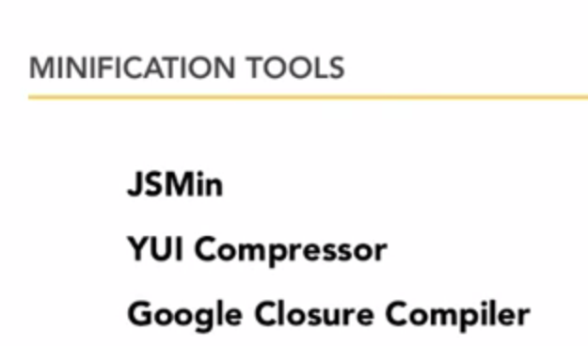 MINIFICATION TOOLS
JSMin
YUI Compressor
Google Closure Compiler